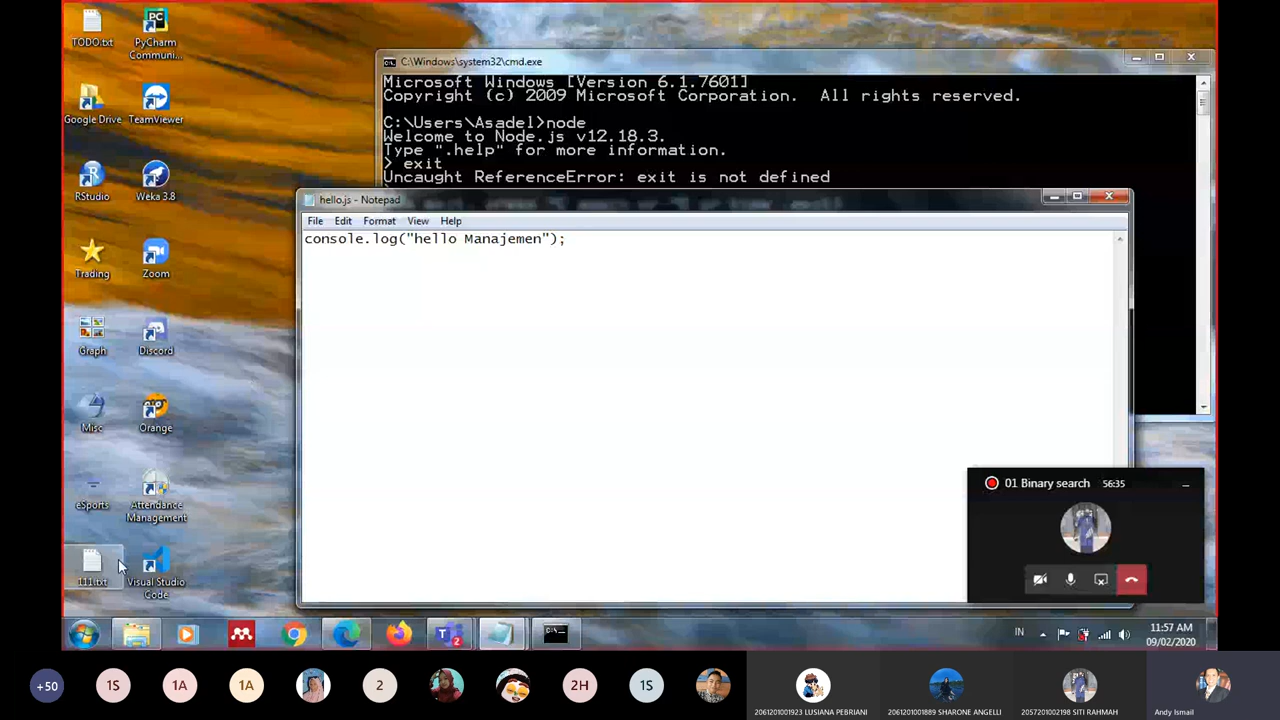 TODO.txt
PyCharm
Communi...
Google Drive
TeamViewer
RStudio
Weka 3.8
Trading
Zoom
Graph
Discord
Misc
Orange
eSports
Attendance
Management
111.txt
Visual Studio
Code
C:\Windows\system32\cmd.exe
Microsoft Windows [Version 6.1.7601]
Copyright (c) 2009 Microsoft Corporation.  All rights reserved.
C:\Users\Asadel>node
Welcome to Node.js v12.18.3.
Type ".help" for more information.
> exit
Uncaught ReferenceError: exit is not defined
hello.js - Notepad
File Edit Format View Help
console.log("hello Manajemen");
01 Binary search 56:35
IN
11:57 AM
09/02/2020
+50
1S
1A
1A
2
2H
1S
2061201001923 LUSIANA PEBRIANI
2061201001889 SHARONE ANGELLI
2057201002198 SITI RAHMAH
Andy Ismail